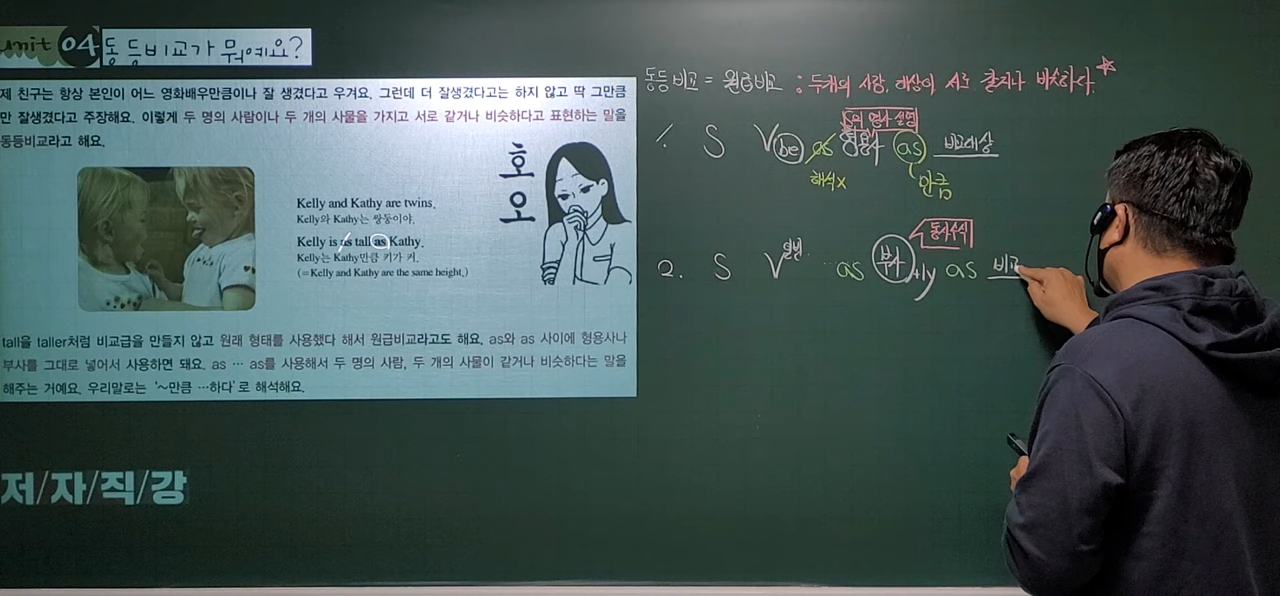 unit 04 동등비교가 뭐예요?
제 친구는 항상 본인이 어느 영화배우만큼이나 잘 생겼다고 우겨요. 그런데 더 잘생겼다고는 하지 않고 딱 그만큼
만 잘생겼다고 주장해요. 이렇게 두 명의 사람이나 두 개의 사물을 가지고 서로 같거나 비슷하다고 표현하는 말을
동등비교라고 해요.
호
오
Kelly and Kathy are twins.
Kelly와 Kathy는 쌍둥이야.
Kelly is as tall as Kathy.
Kelly는 Kathy만큼 키가 커.
(=Kelly and Kathy are the same height.)
tall을 taller처럼 비교급을 만들지 않고 원래 형태를 사용했다 해서 원급비교라고도 해요. as와 as 사이에 형용사나
부사를 그대로 넣어서 사용하면 돼요. as … as를 사용해서 두 명의 사람, 두 개의 사물이 같거나 비슷하다는 말을
해주는 거예요. 우리말로는 '~만큼 …하다'로 해석해요.
저/자/직/강
동등비교 = 원급비교 : 두개의 사람, 대상이 서로 같거나 비슷하다.
S의 명사 설명
1. S V be as 형용사 as 비교대상
해석x 만큼
동사수식
2. S V 일반 as 부사 +ly as 비교